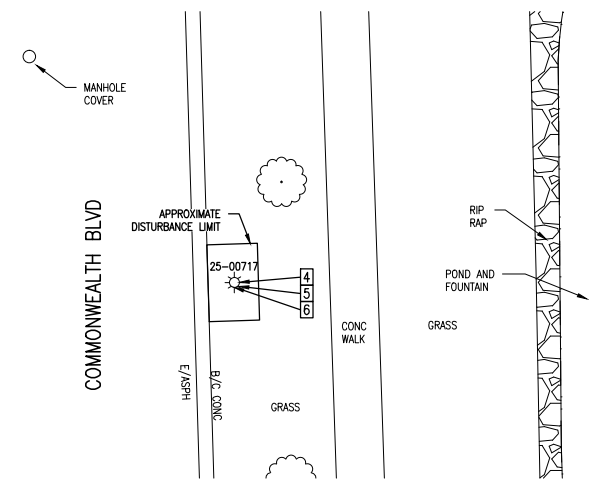 MANHOLE
COVER
COMMONWEALTH BLVD
APPROXIMATE
DISTURBANCE LIMIT
25-00717
4
5
6
RIP
RAP
POND AND
FOUNTAIN
CONC
WALK
GRASS
E/ASPH
B/C CONC
GRASS